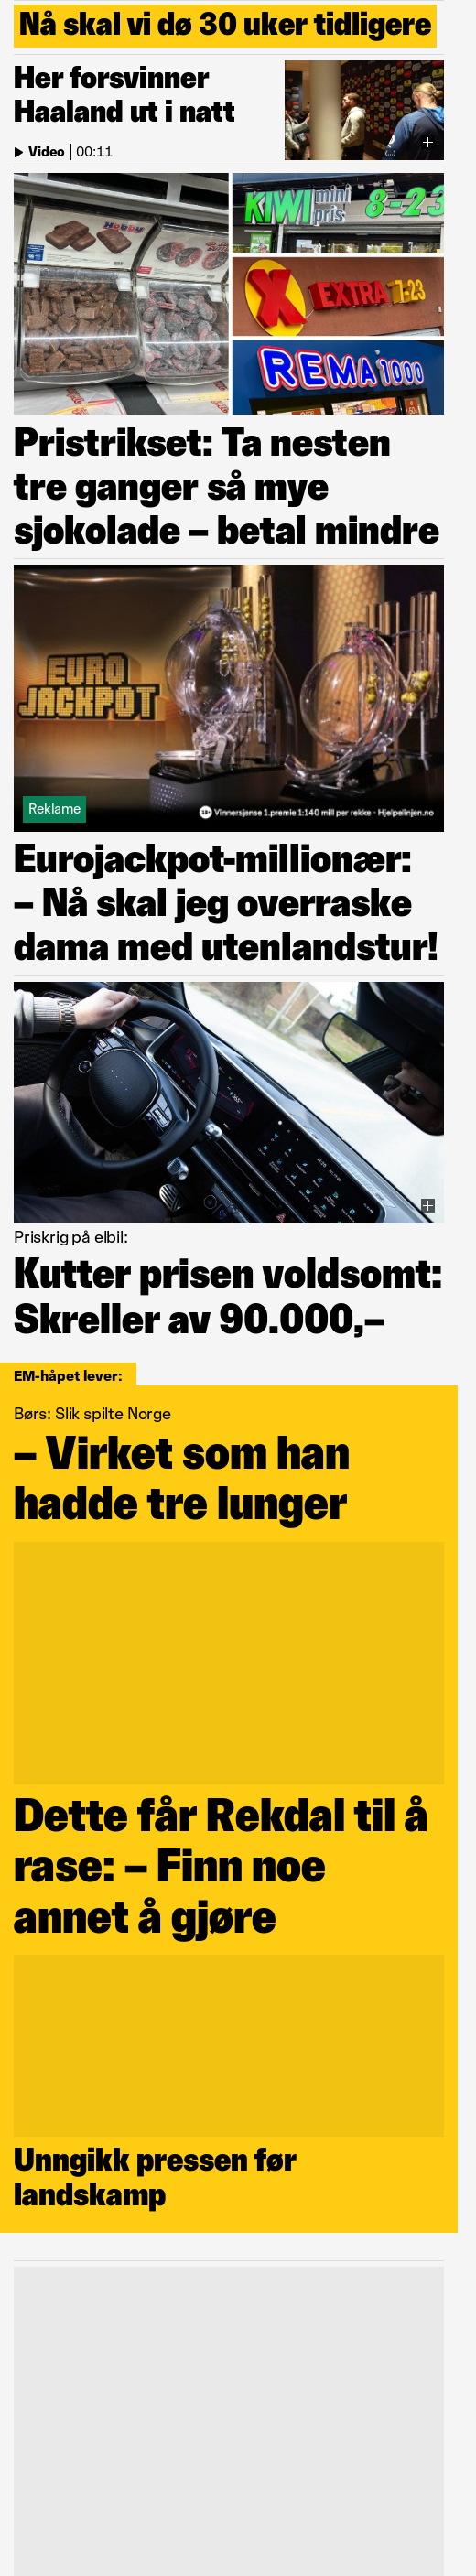 Nå skal vi dø 30 uker tidligere
Her forsvinner
Haaland ut i natt
Video | 00:11
KIWI mini pris 8-23
X EXTRA 7-23
REMA 1000
Pristrikset: Ta nesten
tre ganger så mye
sjokolade – betal mindre
EURO
JACKPOT
Reklame
18+ Vinnersjanse 1.premie 1:140 mill per rekke - Hjelpelinjen.no
Eurojackpot-millionær:
– Nå skal jeg overraske
dama med utenlandstur!
Priskrig på elbil:
Kutter prisen voldsomt:
Skreller av 90.000,–
EM-håpet lever:
Børs: Slik spilte Norge
– Virket som han
hadde tre lunger
Dette får Rekdal til å
rase: – Finn noe
annet å gjøre
Unngikk pressen før
landskamp